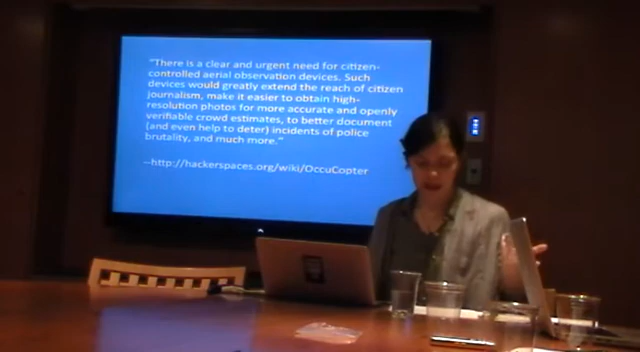 "There is a clear and urgent need for citizen-
controlled aerial observation devices. Such
devices would greatly extend the reach of citizen
journalism, make it easier to obtain high-
resolution photos for more accurate and openly
verifiable crowd estimates, to better document
(and even help to deter) incidents of police
brutality, and much more."
--http://hackerspaces.org/wiki/OccuCopter